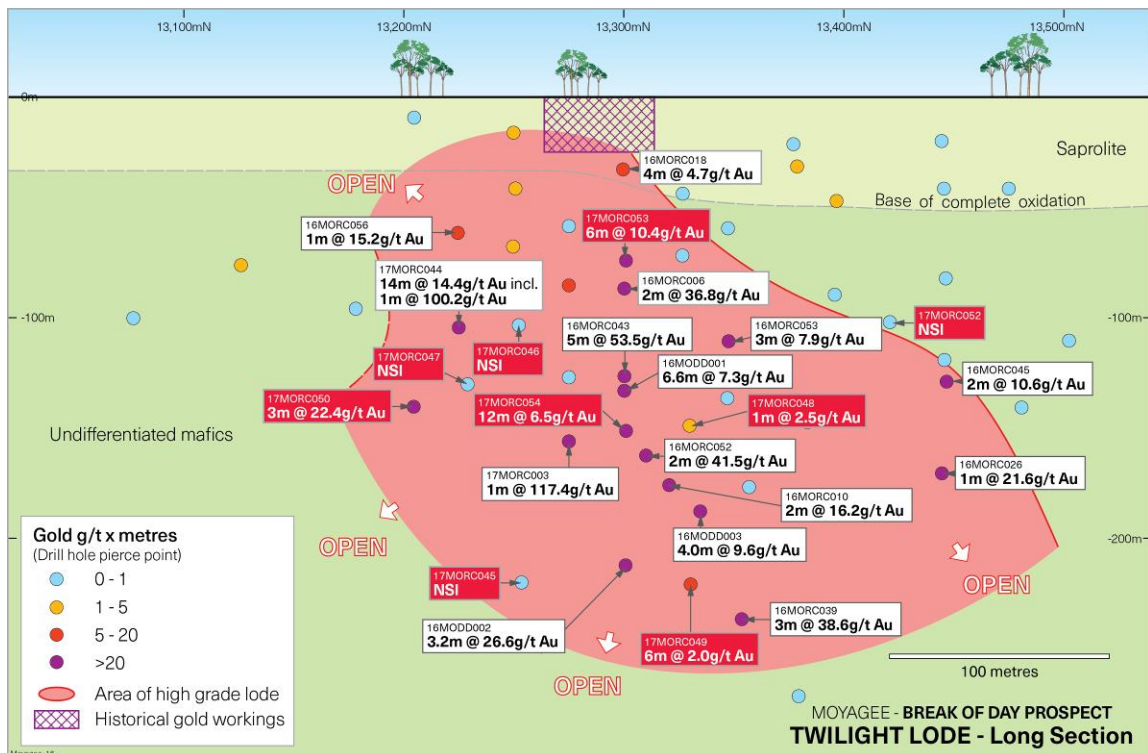 13,100mN
13,200mN
13,300mN
13,400mN
13,500mN
0m
Saprolite
16MORC018
4m @ 4.7g/t Au
OPEN
Base of complete oxidation
16MORC056
1m @ 15.2g/t Au
17MORC053
6m @ 10.4g/t Au
17MORC044
14m @ 14.4g/t Au incl.
1m @ 100.2g/t Au
16MORC006
2m @ 36.8g/t Au
-100m
-100m
17MORC052
NSI
16MORC043
5m @ 53.5g/t Au
16MORC053
3m @ 7.9g/t Au
17MORC047
NSI
17MORC046
NSI
16MODD001
6.6m @ 7.3g/t Au
16MORC045
2m @ 10.6g/t Au
17MORC050
3m @ 22.4g/t Au
17MORC054
12m @ 6.5g/t Au
17MORC048
1m @ 2.5g/t Au
Undifferentiated mafics
16MORC052
2m @ 41.5g/t Au
17MORC003
1m @ 117.4g/t Au
16MORC026
1m @ 21.6g/t Au
16MORC010
2m @ 16.2g/t Au
16MODD003
4.0m @ 9.6g/t Au
-200m
OPEN
OPEN
17MORC045
NSI
16MODD002
3.2m @ 26.6g/t Au
17MORC049
6m @ 2.0g/t Au
16MORC039
3m @ 38.6g/t Au
OPEN
100 metres
Gold g/t x metres
(Drill hole pierce point)
0 - 1
1 - 5
5 - 20
>20
Area of high grade lode
Historical gold workings
MOYAGEE - BREAK OF DAY PROSPECT
TWILIGHT LODE - Long Section